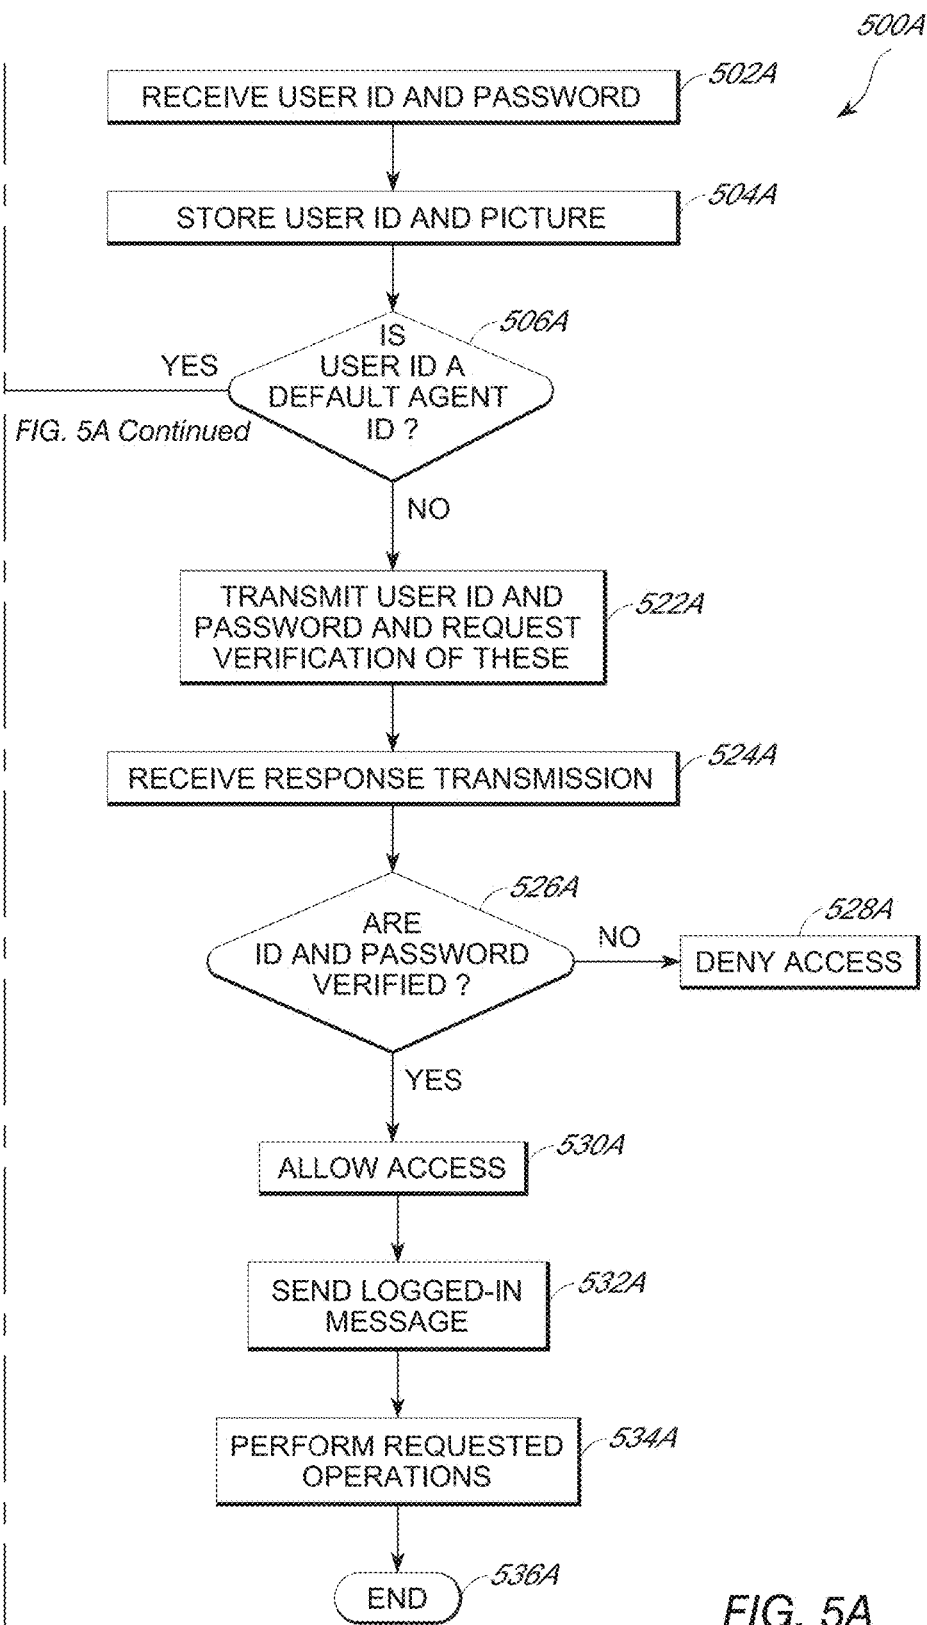 500A
RECEIVE USER ID AND PASSWORD
502A
STORE USER ID AND PICTURE
504A
506A
IS
USER ID A
DEFAULT AGENT
ID ?
YES
FIG. 5A Continued
NO
TRANSMIT USER ID AND
PASSWORD AND REQUEST
VERIFICATION OF THESE
522A
RECEIVE RESPONSE TRANSMISSION
524A
526A
ARE
ID AND PASSWORD
VERIFIED ?
NO
528A
DENY ACCESS
YES
ALLOW ACCESS
530A
SEND LOGGED-IN
MESSAGE
532A
PERFORM REQUESTED
OPERATIONS
534A
END
536A
FIG. 5A